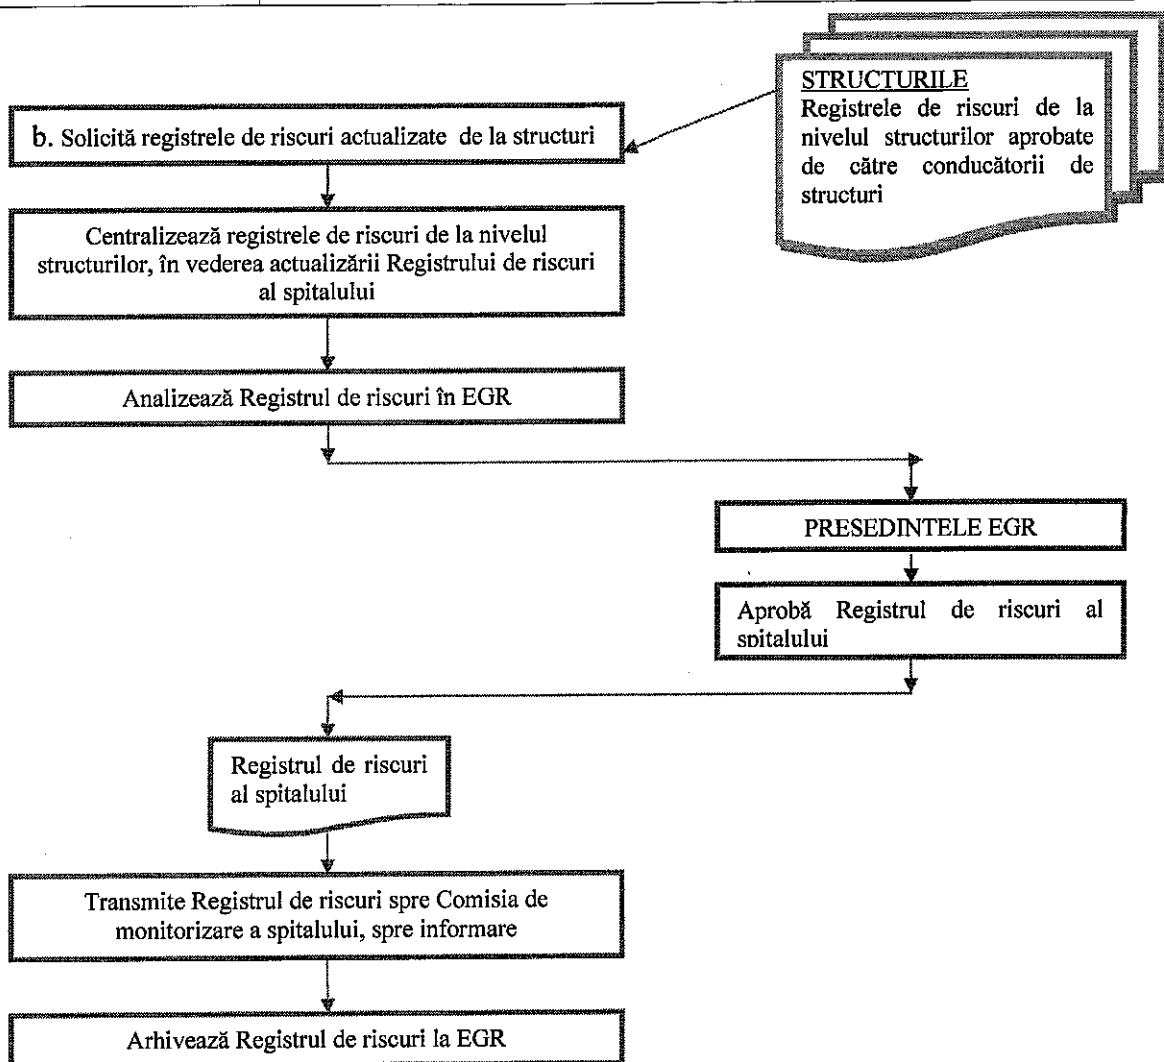 STRUCTURILE
Registrele de riscuri de la
nivelul structurilor aprobate
de către conducătorii de
structuri
b. Solicită registrele de riscuri actualizate de la structuri
Centralizează registrele de riscuri de la nivelul
structurilor, în vederea actualizării Registrului de riscuri
al spitalului
Analizează Registrul de riscuri în EGR
PRESEDINTELE EGR
Aprobă Registrul de riscuri al
spitalului
Registrul de riscuri
al spitalului
Transmite Registrul de riscuri spre Comisia de
monitorizare a spitalului, spre informare
Arhivează Registrul de riscuri la EGR